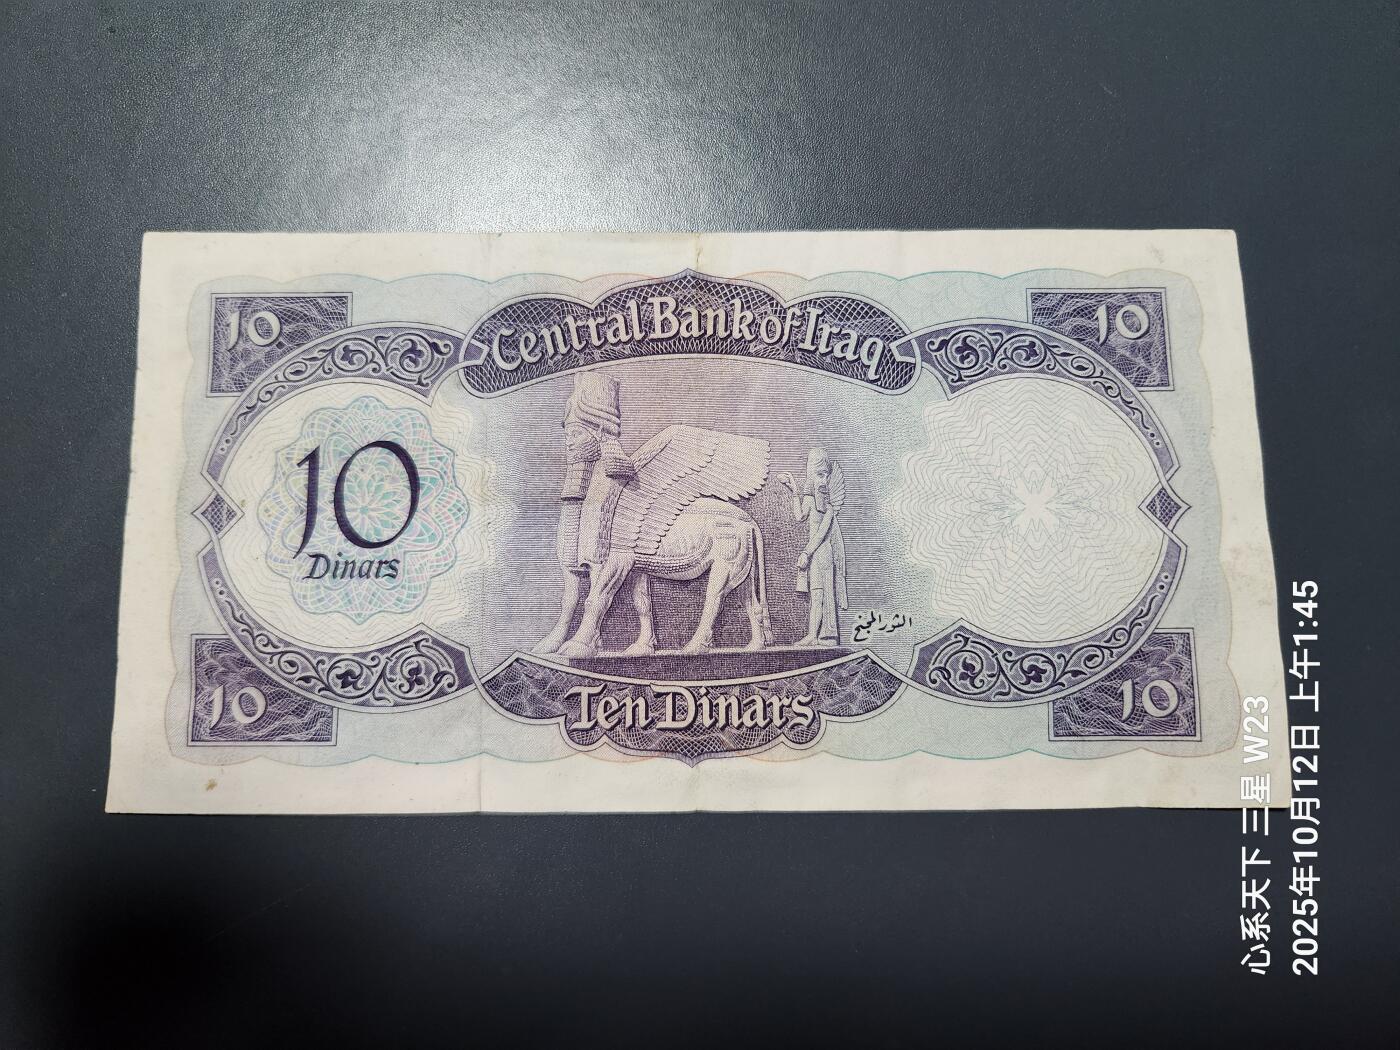 Central Bank of Iraq
10
10
10
Dinars
الثور المجنح
Ten Dinars
10
10
心系天下 三星 W23
2025年10月12日 上午1:45